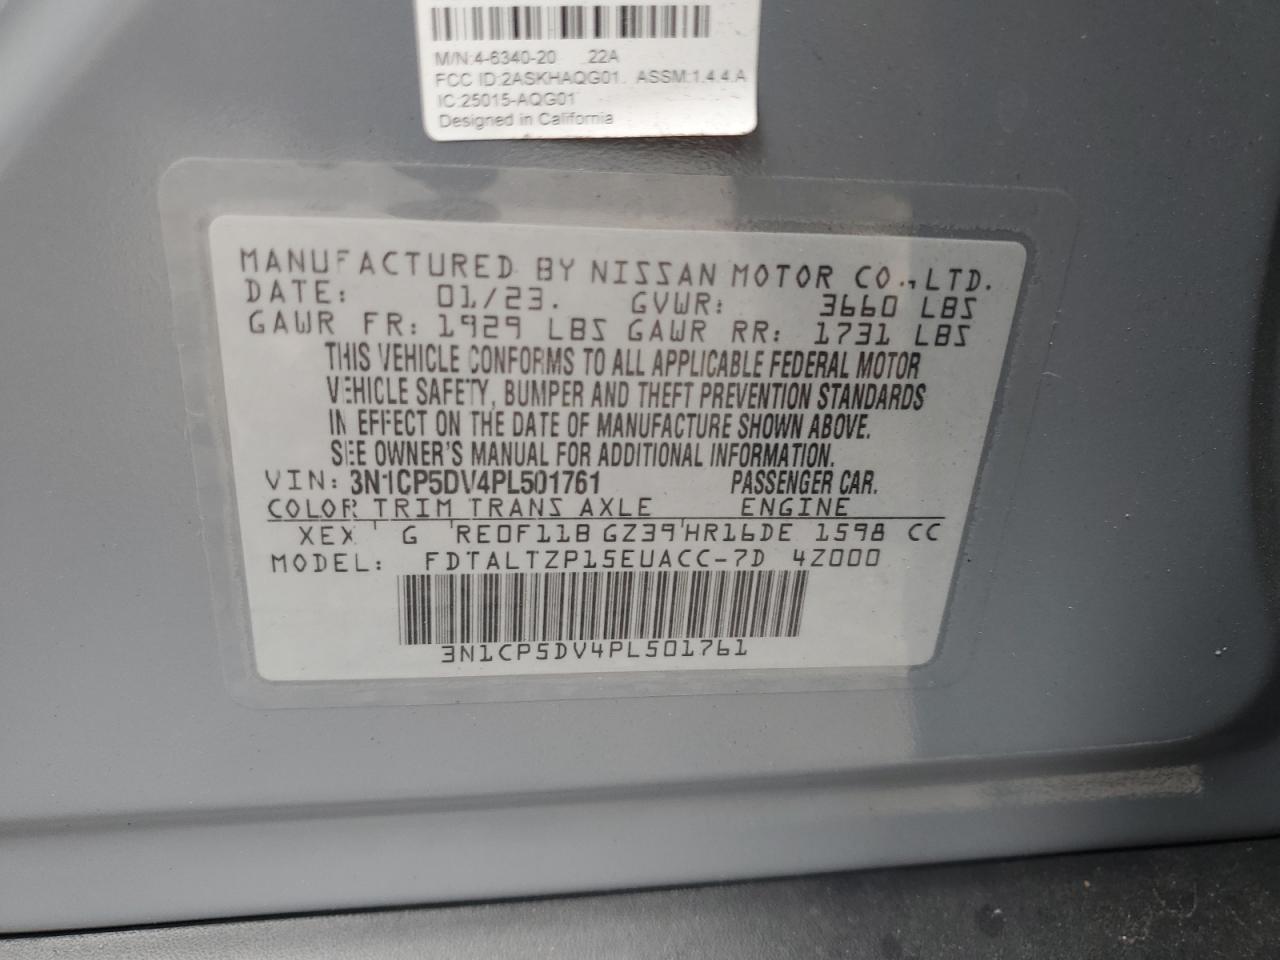 M/N:4-6340-20 22A
FCC ID:2ASKHAQG01. ASSM:1.4.4.A
IC:25015-AQG01
Designed in California
MANUFACTURED BY NISSAN MOTOR CO.,LTD.
DATE: 01/23. GVWR: 3660 LBS
GAWR FR: 1929 LBS GAWR RR: 1731 LBS
THIS VEHICLE CONFORMS TO ALL APPLICABLE FEDERAL MOTOR
VEHICLE SAFETY, BUMPER AND THEFT PREVENTION STANDARDS
IN EFFECT ON THE DATE OF MANUFACTURE SHOWN ABOVE.
SEE OWNER'S MANUAL FOR ADDITIONAL INFORMATION.
VIN: 3N1CP5DV4PL501761 PASSENGER CAR.
COLOR TRIM TRANS AXLE ENGINE
XEX G RE0F11B GZ39 HR16DE 1598 CC
MODEL: FDTALTZP15EUACC-7D 4Z000
3N1CP5DV4PL501761